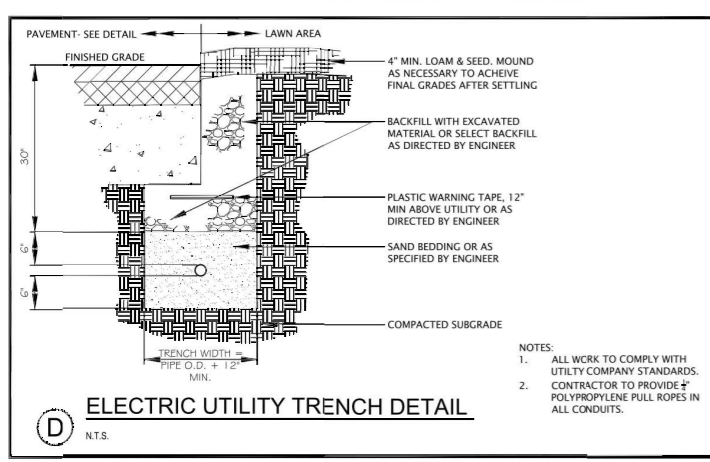 PAVEMENT- SEE DETAIL
LAWN AREA
FINISHED GRADE
4" MIN. LOAM & SEED. MOUND
AS NECESSARY TO ACHEIVE
FINAL GRADES AFTER SETTLING
BACKFILL WITH EXCAVATED
MATERIAL OR SELECT BACKFILL
AS DIRECTED BY ENGINEER
30"
PLASTIC WARNING TAPE, 12"
MIN ABOVE UTILITY OR AS
DIRECTED BY ENGINEER
6"
SAND BEDDING OR AS
SPECIFIED BY ENGINEER
6"
COMPACTED SUBGRADE
TRENCH WIDTH =
PIPE O.D. + 12"
MIN.
NOTES:
1. ALL WORK TO COMPLY WITH
UTILTY COMPANY STANDARDS.
2. CONTRACTOR TO PROVIDE
POLYPROPYLENE PULL ROPES IN
ALL CONDUITS.
D
ELECTRIC UTILITY TRENCH DETAIL
N.T.S.